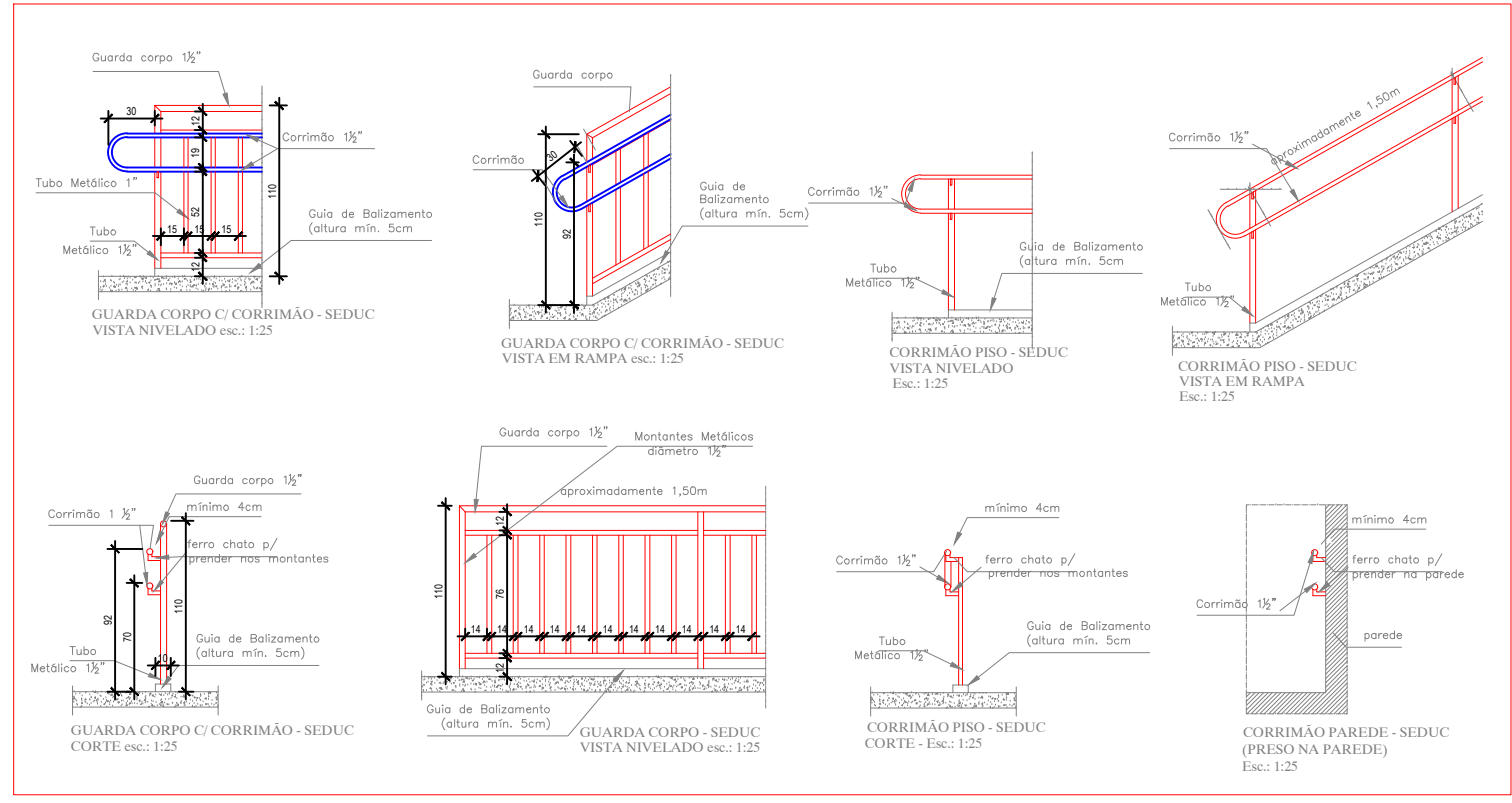 Guarda corpo 1½"
30
12
Corrimão 1½"
19
Tubo Metálico 1"
52
110
15
15
15
Guia de Balizamento
(altura mín. 5cm
Tubo
Metálico 1½"
12
GUARDA CORPO C/ CORRIMÃO - SEDUC
VISTA NIVELADO esc.: 1:25
Guarda corpo
Corrimão
30
110
92
Guia de
Balizamento
(altura mín. 5cm)
GUARDA CORPO C/ CORRIMÃO - SEDUC
VISTA EM RAMPA esc.: 1:25
Corrimão 1½"
Guia de Balizamento
(altura mín. 5cm
Tubo
Metálico 1½"
CORRIMÃO PISO - SEDUC
VISTA NIVELADO
Esc.: 1:25
aproximadamente 1,50m
Corrimão 1½"
Tubo
Metálico 1½"
CORRIMÃO PISO - SEDUC
VISTA EM RAMPA
Esc.: 1:25
Guarda corpo 1½"
mínimo 4cm
Corrimão 1 ½"
ferro chato p/
prender nos montantes
92
70
110
10
Guia de Balizamento
(altura mín. 5cm)
Tubo
Metálico 1½"
GUARDA CORPO C/ CORRIMÃO - SEDUC
CORTE esc.: 1:25
Guarda corpo 1½"
Montantes Metálicos
diâmetro 1½"
aproximadamente 1,50m
12
110
76
14
14
14
14
14
14
14
14
14
14
14
12
Guia de Balizamento
(altura mín. 5cm)
GUARDA CORPO - SEDUC
VISTA NIVELADO esc.: 1:25
mínimo 4cm
Corrimão 1½"
ferro chato p/
prender nos montantes
Guia de Balizamento
(altura mín. 5cm
Tubo
Metálico 1½"
CORRIMÃO PISO - SEDUC
CORTE - Esc.: 1:25
mínimo 4cm
ferro chato p/
prender na parede
Corrimão 1½"
parede
CORRIMÃO PAREDE - SEDUC
(PRESO NA PAREDE)
Esc.: 1:25